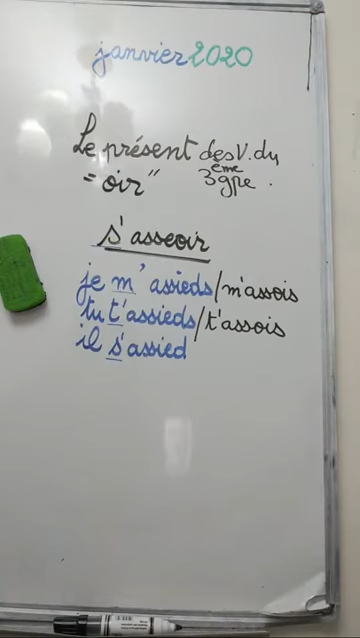 janvier 2020
Le présent des V. du
"oir" 3ème gpe.
s'asseoir
je m'assieds/m'assois
tu t'assieds/t'assois
il s'assied